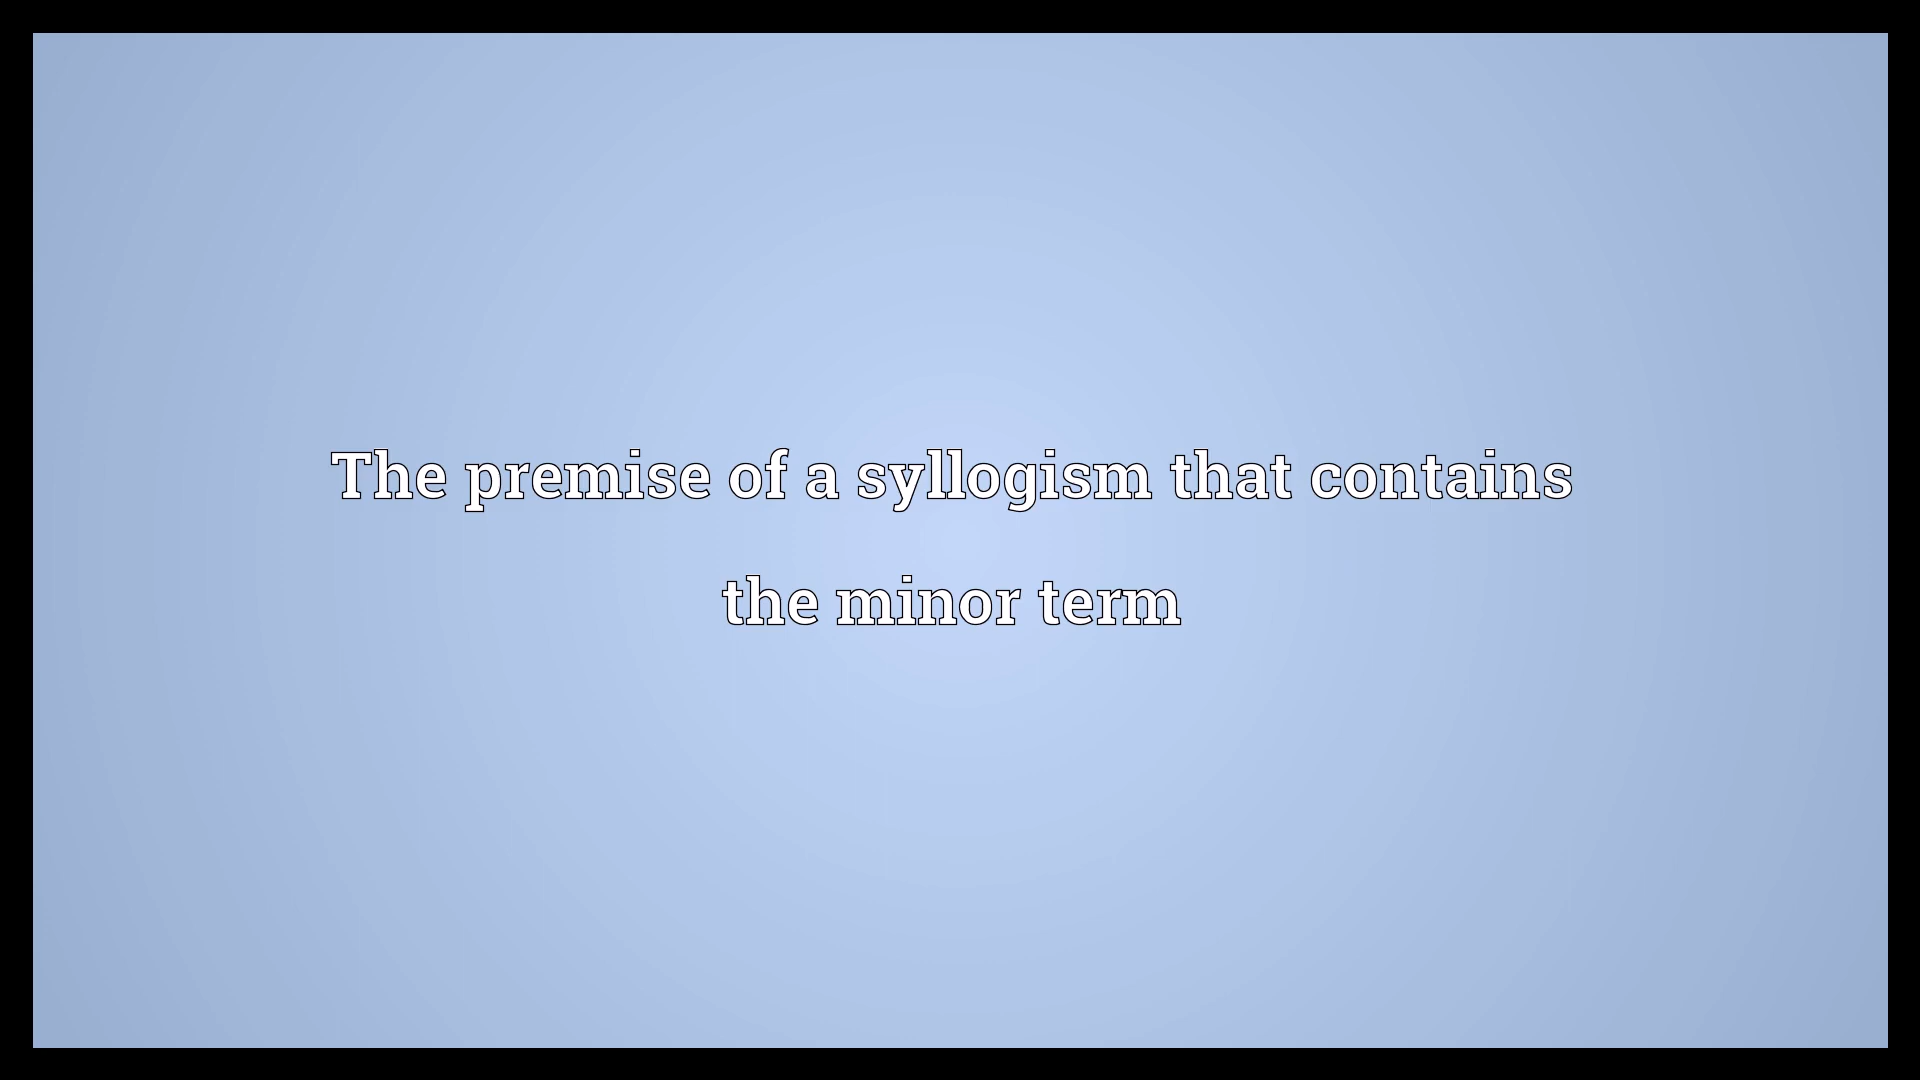 The premise of a syllogism that contains
the minor term